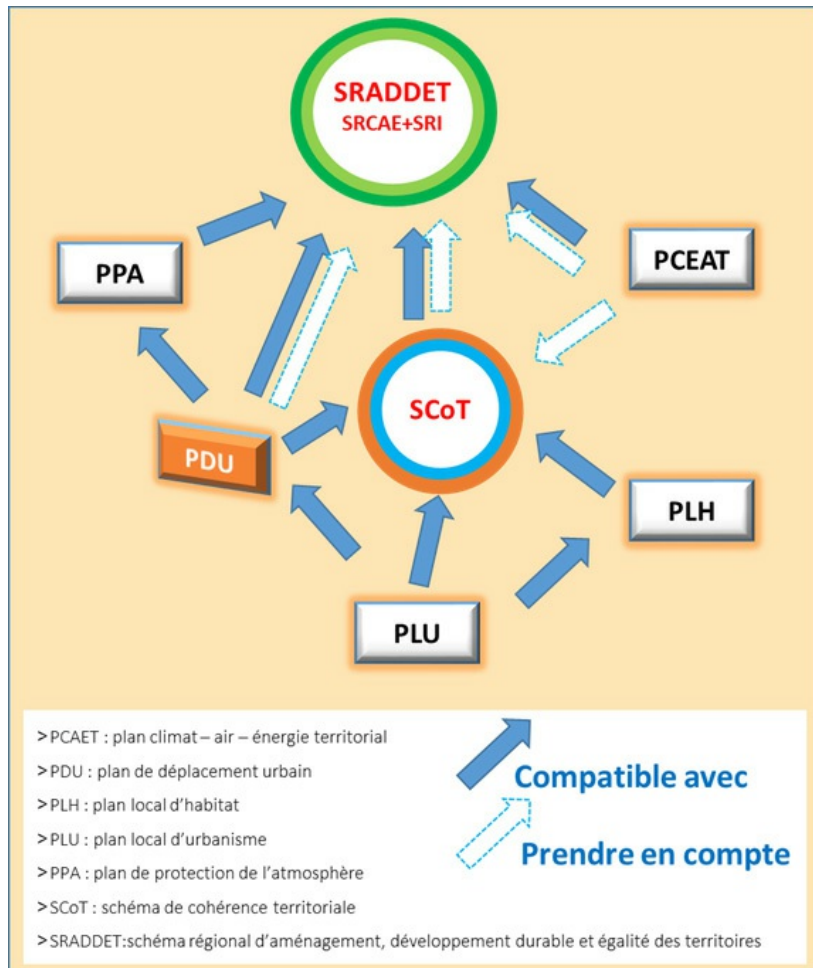 SRADDET
SRCAE+SRI
PPA
PCEAT
SCoT
PDU
PLH
PLU
>PCAET : plan climat – air – énergie territorial
>PDU : plan de déplacement urbain
>PLH : plan local d'habitat
>PLU : plan local d'urbanisme
>PPA : plan de protection de l'atmosphère
>SCoT : schéma de cohérence territoriale
>SRADDET:schéma régional d'aménagement, développement durable et égalité des territoires
Compatible avec
Prendre en compte